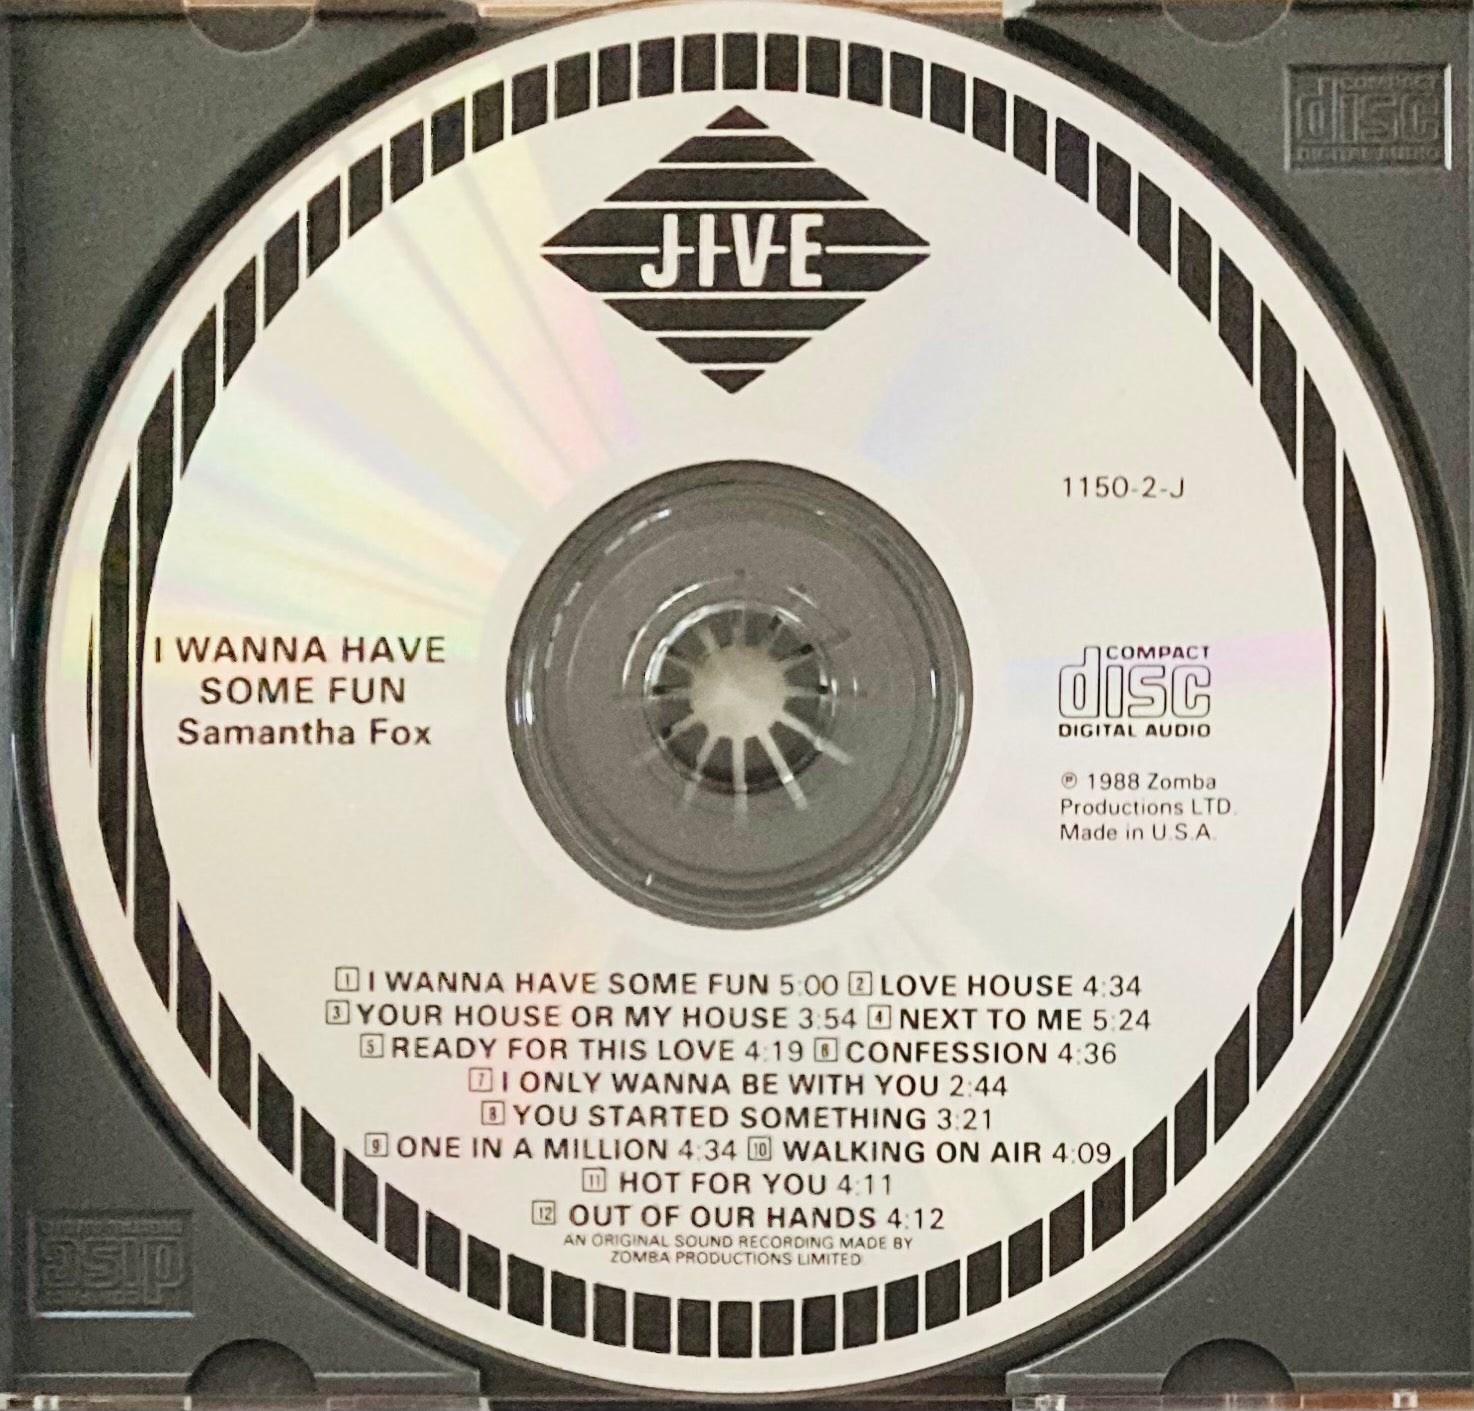 JIVE
COMPACT
disc
DIGITAL AUDIO
1150-2-J
I WANNA HAVE
SOME FUN
Samantha Fox
COMPACT
disc
DIGITAL AUDIO
℗ 1988 Zomba
Productions LTD.
Made in U.S.A.
1 I WANNA HAVE SOME FUN 5:00 2 LOVE HOUSE 4:34
3 YOUR HOUSE OR MY HOUSE 3:54 4 NEXT TO ME 5:24
5 READY FOR THIS LOVE 4:19 6 CONFESSION 4:36
7 I ONLY WANNA BE WITH YOU 2:44
8 YOU STARTED SOMETHING 3:21
9 ONE IN A MILLION 4:34 10 WALKING ON AIR 4:09
11 HOT FOR YOU 4:11
12 OUT OF OUR HANDS 4:12
AN ORIGINAL SOUND RECORDING MADE BY
ZOMBA PRODUCTIONS LIMITED